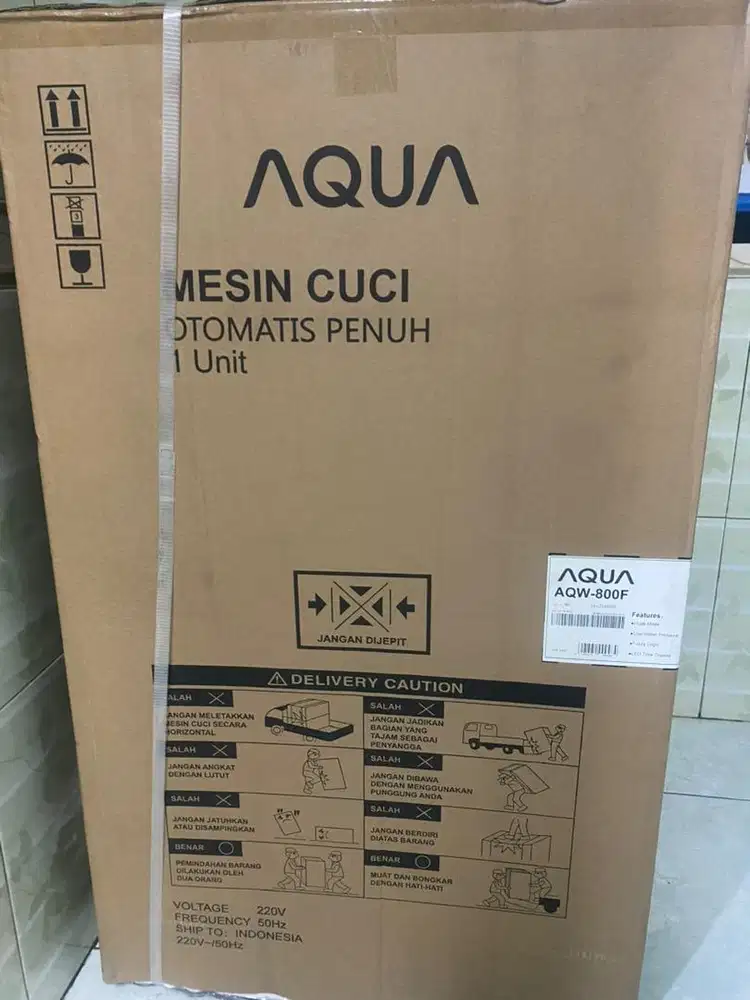 AQUA
MESIN CUCI
OTOMATIS PENUH
1 Unit
3
JANGAN DIJEPIT
AQUA
AQW-800F
Features.
DELIVERY CAUTION
SALAH
JANGAN MELETAKKAN
MESIN CUCI SECARA
HORIZONTAL
SALAH
JANGAN JADIKAN
BAGIAN YANG
TAJAM SEBAGAI
PENYANGGA
SALAH
JANGAN ANGKAT
DENGAN LUTUT
SALAH
JANGAN DIBAWA
DENGAN MENGGUNAKAN
PUNGGUNG ANDA
SALAH
JANGAN JATUHKAN
ATAU DISAMPINGKAN
SALAH
JANGAN BERDIRI
DIATAS BARANG
BENAR
PEMINDAHAN BARANG
DILAKUKAN OLEH
DUA ORANG
BENAR
MUAT DAN BONGKAR
DENGAN HATI-HATI
VOLTAGE 220V
FREQUENCY 50Hz
SHIP TO: INDONESIA
220V~/50Hz